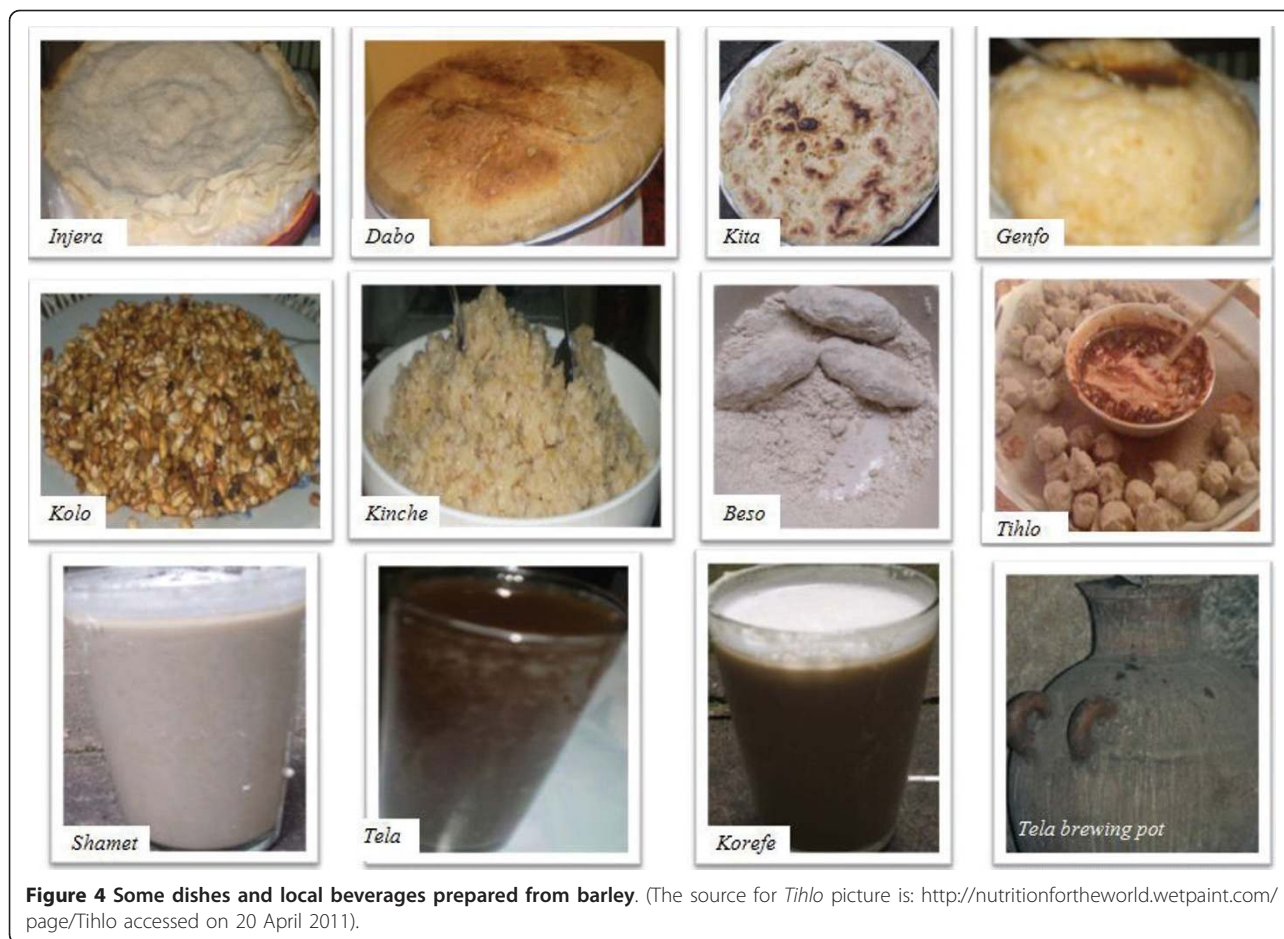 Injera
Dabo
Kita
Genfo
Kolo
Kinche
Beso
Tihlo
Shamet
Tela
Korefe
Tela brewing pot
Figure 4 Some dishes and local beverages prepared from barley. (The source for Tihlo picture is: http://nutritionfortheworld.wetpaint.com/
page/Tihlo accessed on 20 April 2011).